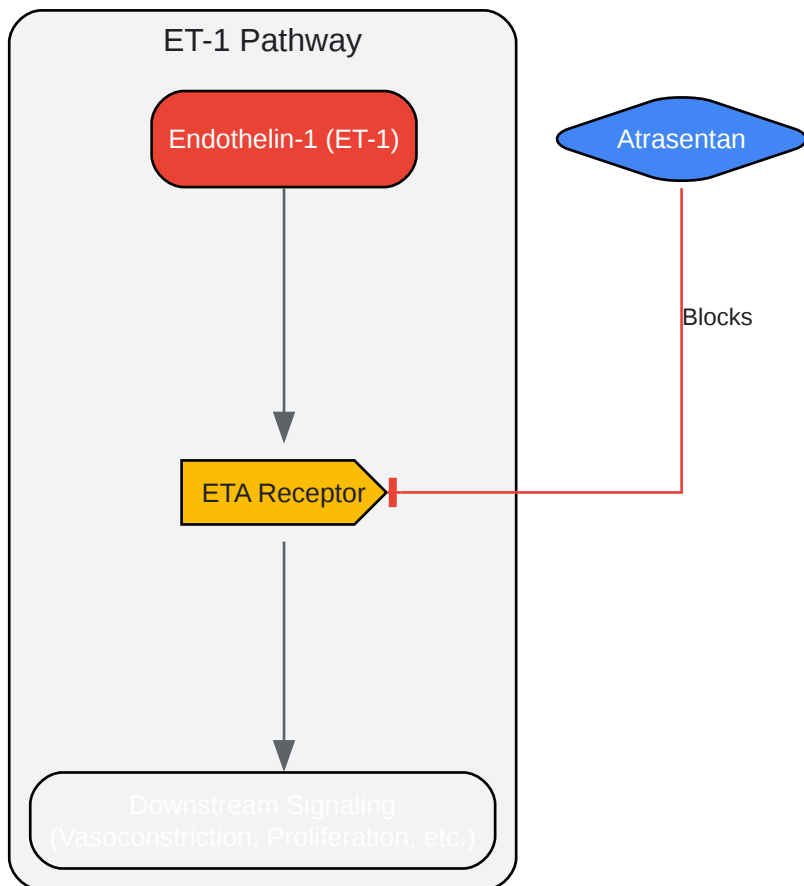 ET-1 Pathway
Endothelin-1 (ET-1)
Atrasentan
Blocks
ETA Receptor
Downstream Signaling
(Vasoconstriction, Proliferation, etc.)